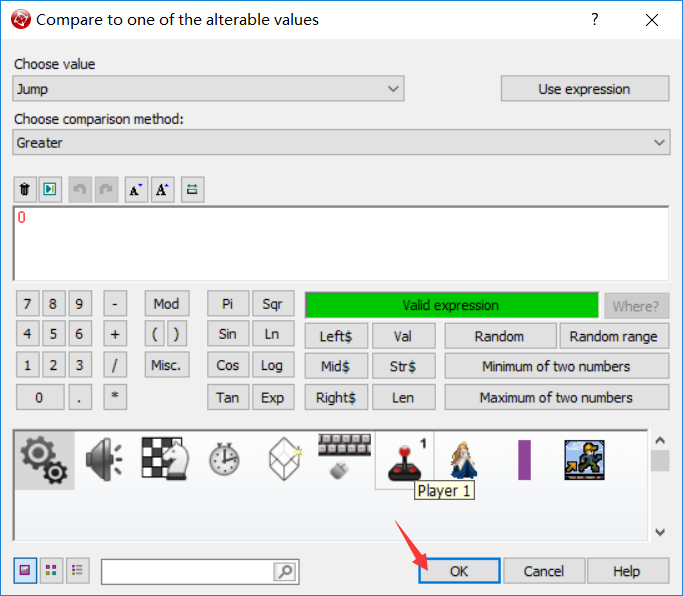 Compare to one of the alterable values
?
Choose value
Jump
Use expression
Choose comparison method:
Greater
A A
0
7 8 9 - Mod Pi Sqr Valid expression Where?
4 5 6 + ( ) Sin Ln Left$ Val Random Random range
1 2 3 / Misc. Cos Log Mid$ Str$ Minimum of two numbers
0 . * Tan Exp Right$ Len Maximum of two numbers
1
Player 1
OK Cancel Help